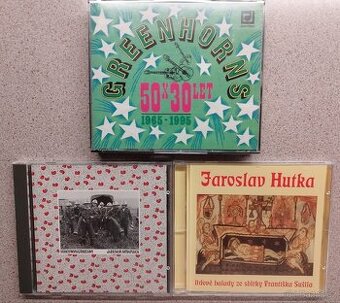 GREENHORNS
50 x 30 LET
1965 - 1995
Jaroslav Hutka
lidové balady ze sbírky Františka Sušila